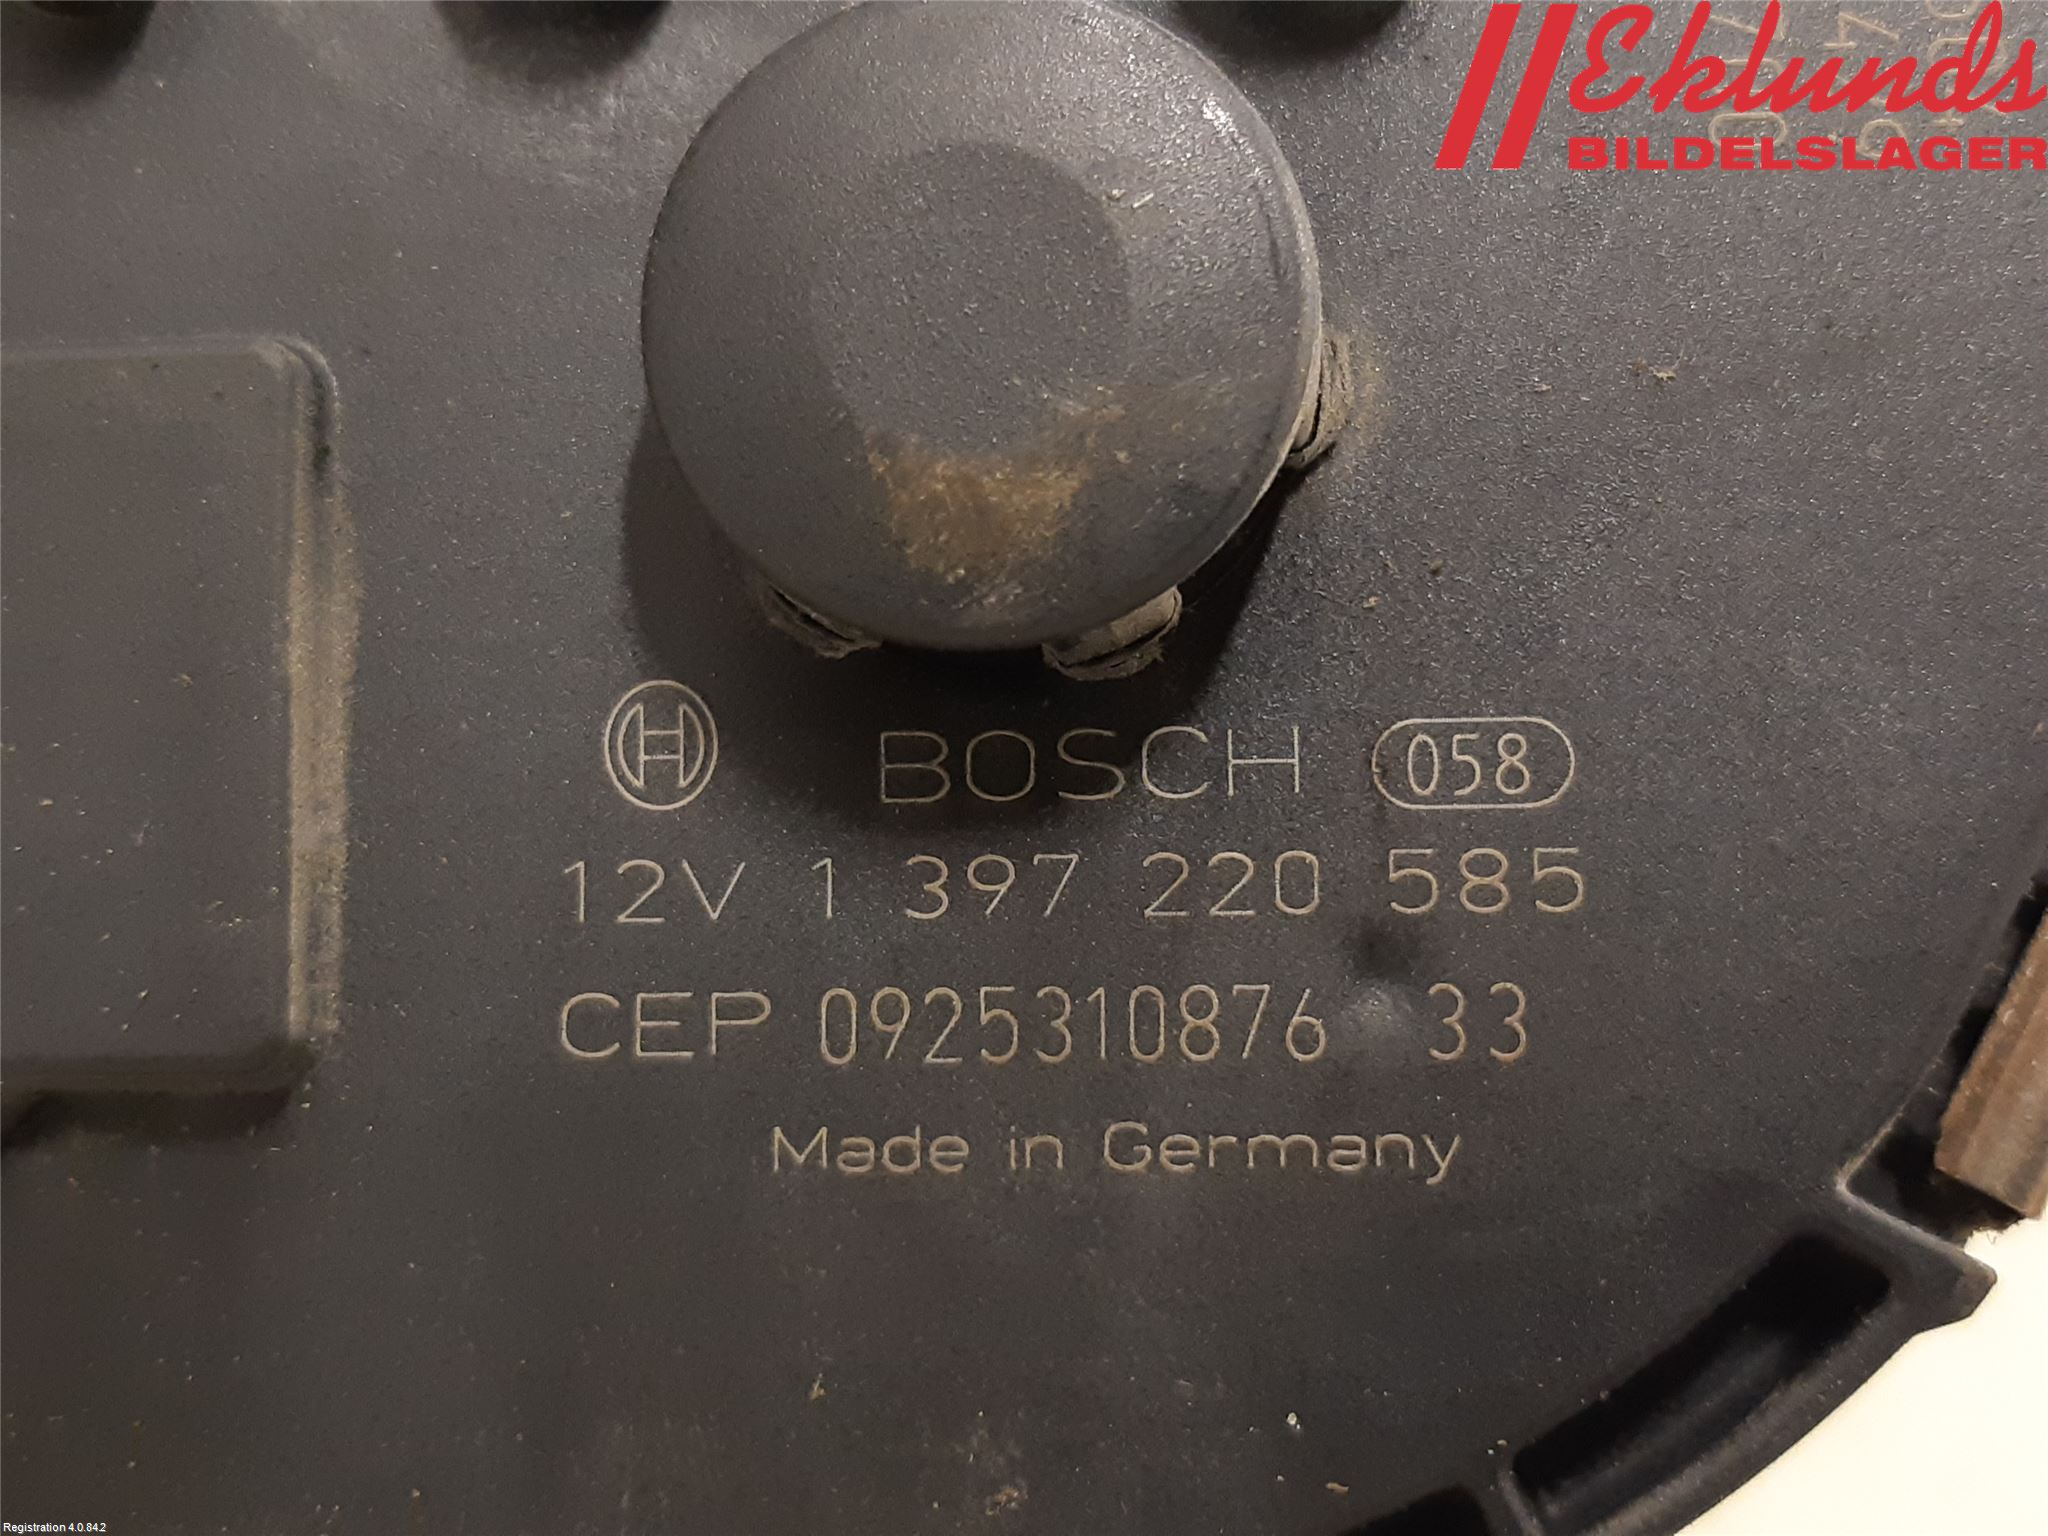 Eklunds
BILDELSLAGER
BOSCH 058
12V 1 397 220 585
CEP 0925310876 33
Made in Germany
Registration 4.0.84.2